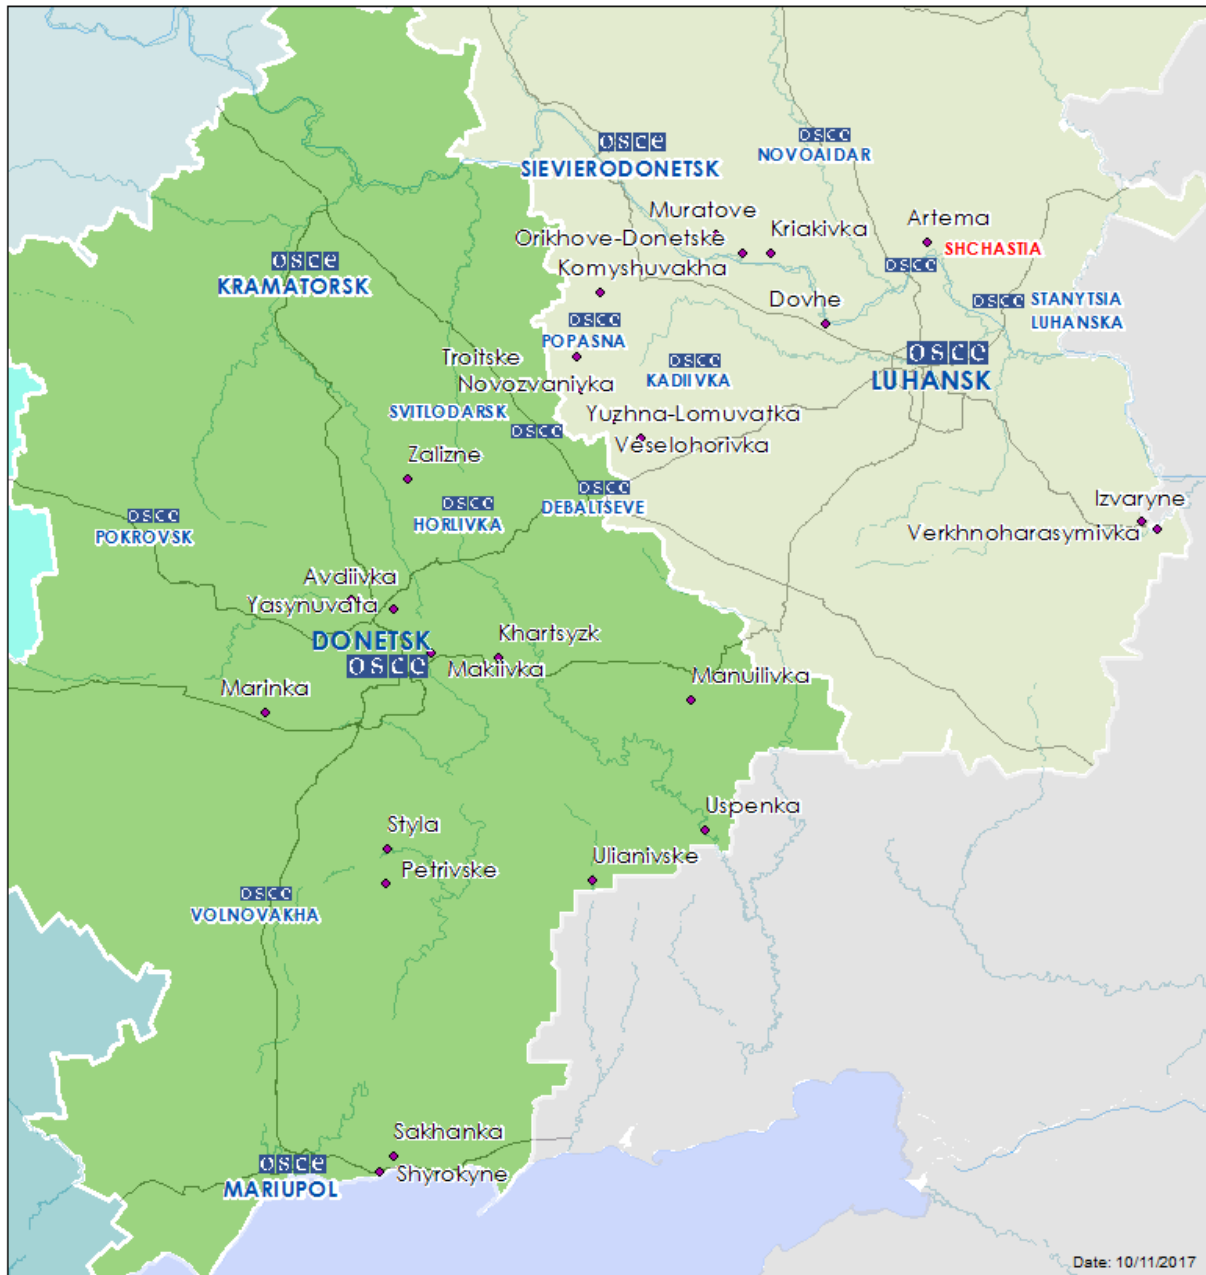 osce
NOVOAIDAR
osce
SIEVIERODONETSK
Muratove
Artema
Kriakivka
Orikhove-Donetske
SHCHASTIA
osce
osce
KRAMATORSK
Komyshuvakha
Dovhe
osce
STANYTSIA
LUHANSKA
osce
POPASNA
osce
LUHANSK
osce
KADIIVKA
Troitske
Novozvanivka
SVITLODARSK
osce
Yuzhna-Lomuvatka
Veselohorivka
Zalizne
osce
DEBALTSEVE
osce
HORLIVKA
Izvaryne
Verkhnoharasymivka
osce
POKROVSK
Avdiivka
Yasynuvata
DONETSK
osce
Khartsyzk
Makiivka
Marinka
Manuilivka
Uspenka
Styla
Ulianivske
Petrivske
osce
VOLNOVAKHA
Sakhanka
osce
MARIUPOL
Shyrokyne
Date: 10/11/2017